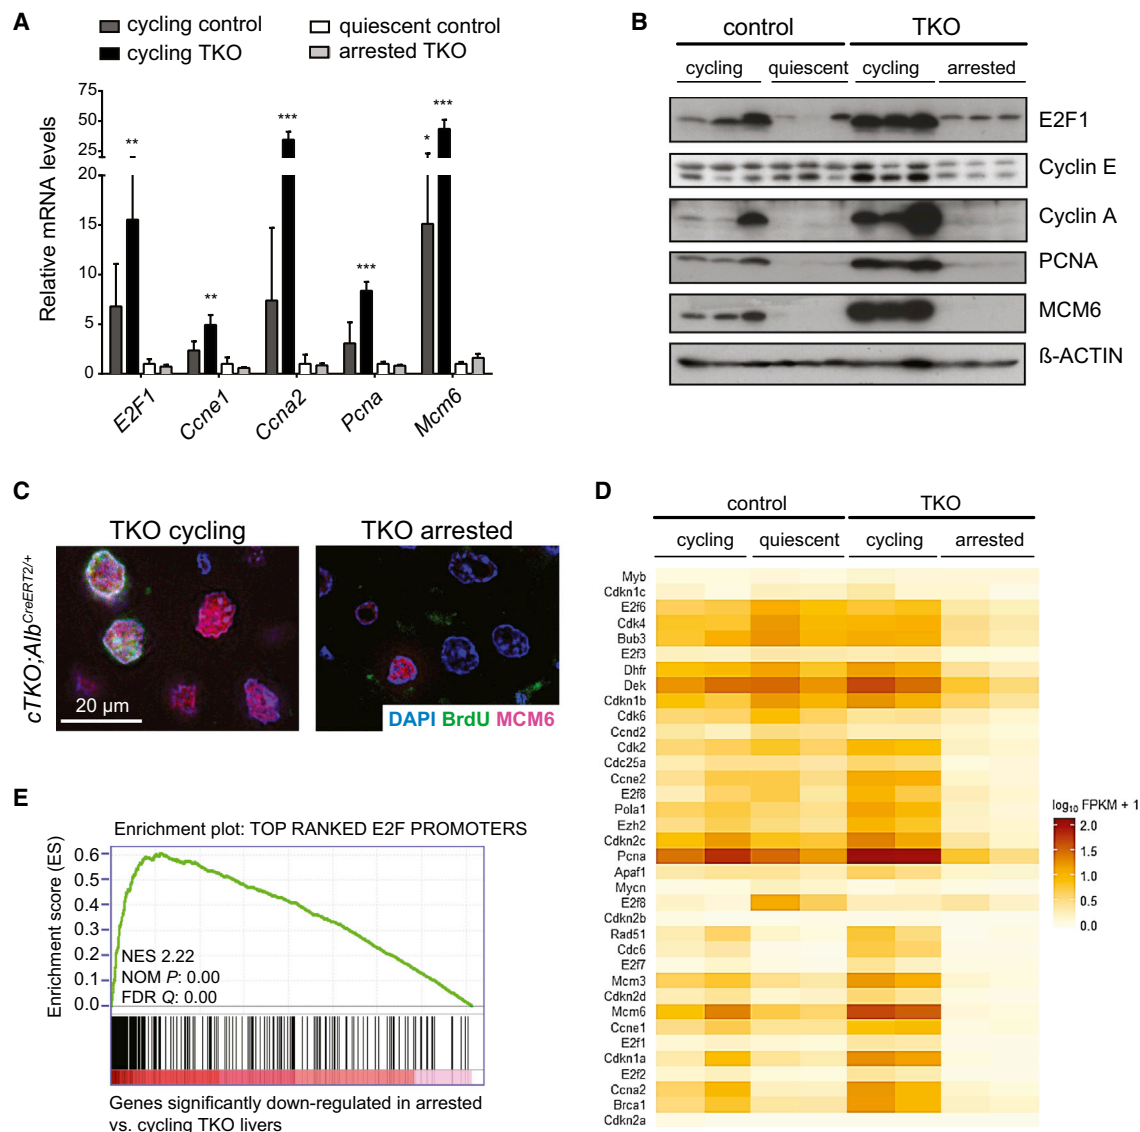 A
cycling control
cycling TKO
quiescent control
arrested TKO
Relative mRNA levels
75
50
25
20
15
10
5
0
**
**
***
***
*
***
E2F1
Ccne1
Ccna2
Pcna
Mcm6
B
control TKO
cycling quiescent cycling arrested
E2F1
Cyclin E
Cyclin A
PCNA
MCM6
ß-ACTIN
C
TKO cycling TKO arrested
cTKO;Alb^CreERT2/+
20 µm
DAPI BrdU MCM6
D
control TKO
cycling quiescent cycling arrested
Myb
Cdkn1c
E2f6
Cdk4
Bub3
E2f3
Dhfr
Dek
Cdkn1b
Cdk6
Ccnd2
Cdk2
Cdc25a
Ccne2
E2f8
Pola1
Ezh2
Cdkn2c
Pcna
Apaf1
Mycn
E2f8
Cdkn2b
Rad51
Cdc6
E2f7
Mcm3
Cdkn2d
Mcm6
Ccne1
E2f1
Cdkn1a
E2f2
Ccna2
Brca1
Cdkn2a
log₁₀ FPKM + 1
2.0
1.5
1.0
0.5
0.0
E
Enrichment plot: TOP RANKED E2F PROMOTERS
Enrichment score (ES)
0.6
0.5
0.4
0.3
0.2
0.1
0.0
NES 2.22
NOM P: 0.00
FDR Q: 0.00
Genes significantly down-regulated in arrested
vs. cycling TKO livers